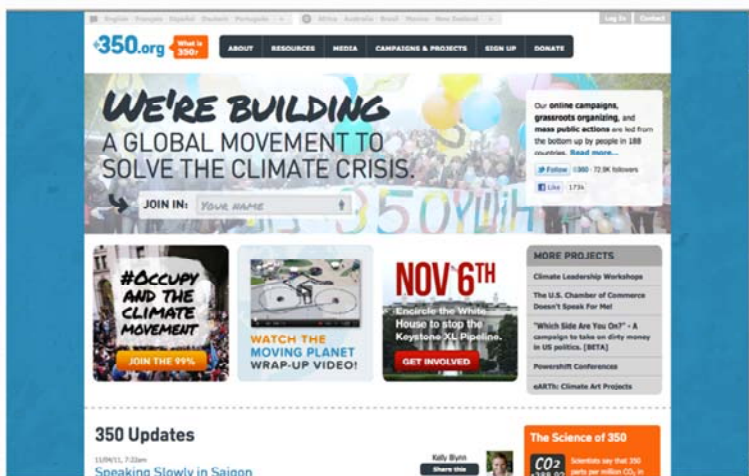 English Français Español Deutsch Português
Africa Australia Brasil Mexico New Zealand
Log In Contact
350.org
What is
350?
ABOUT RESOURCES MEDIA CAMPAIGNS & PROJECTS SIGN UP DONATE
WE'RE BUILDING
A GLOBAL MOVEMENT TO
SOLVE THE CLIMATE CRISIS.
JOIN IN: YOUR NAME
Our online campaigns,
grassroots organizing, and
mass public actions are led from
the bottom up by people in 188
countries. Read more...
Follow @350 72.9K followers
Like 173k
350
#OCCUPY
AND THE
CLIMATE
MOVEMENT
JOIN THE 99%
WATCH THE
MOVING PLANET
WRAP-UP VIDEO!
NOV 6TH
Encircle the White
House to stop the
Keystone XL Pipeline.
GET INVOLVED
MORE PROJECTS
Climate Leadership Workshops
The U.S. Chamber of Commerce
Doesn't Speak For Me!
"Which Side Are You On?" - A
campaign to take on dirty money
in US politics. [BETA]
Powershift Conferences
eARTh: Climate Art Projects
350 Updates
11/04/11, 7:22am
Speaking Slowly in Saigon
Kelly Blynn
Share this
The Science of 350
CO2
Scientists say that 350
parts per million CO2 in